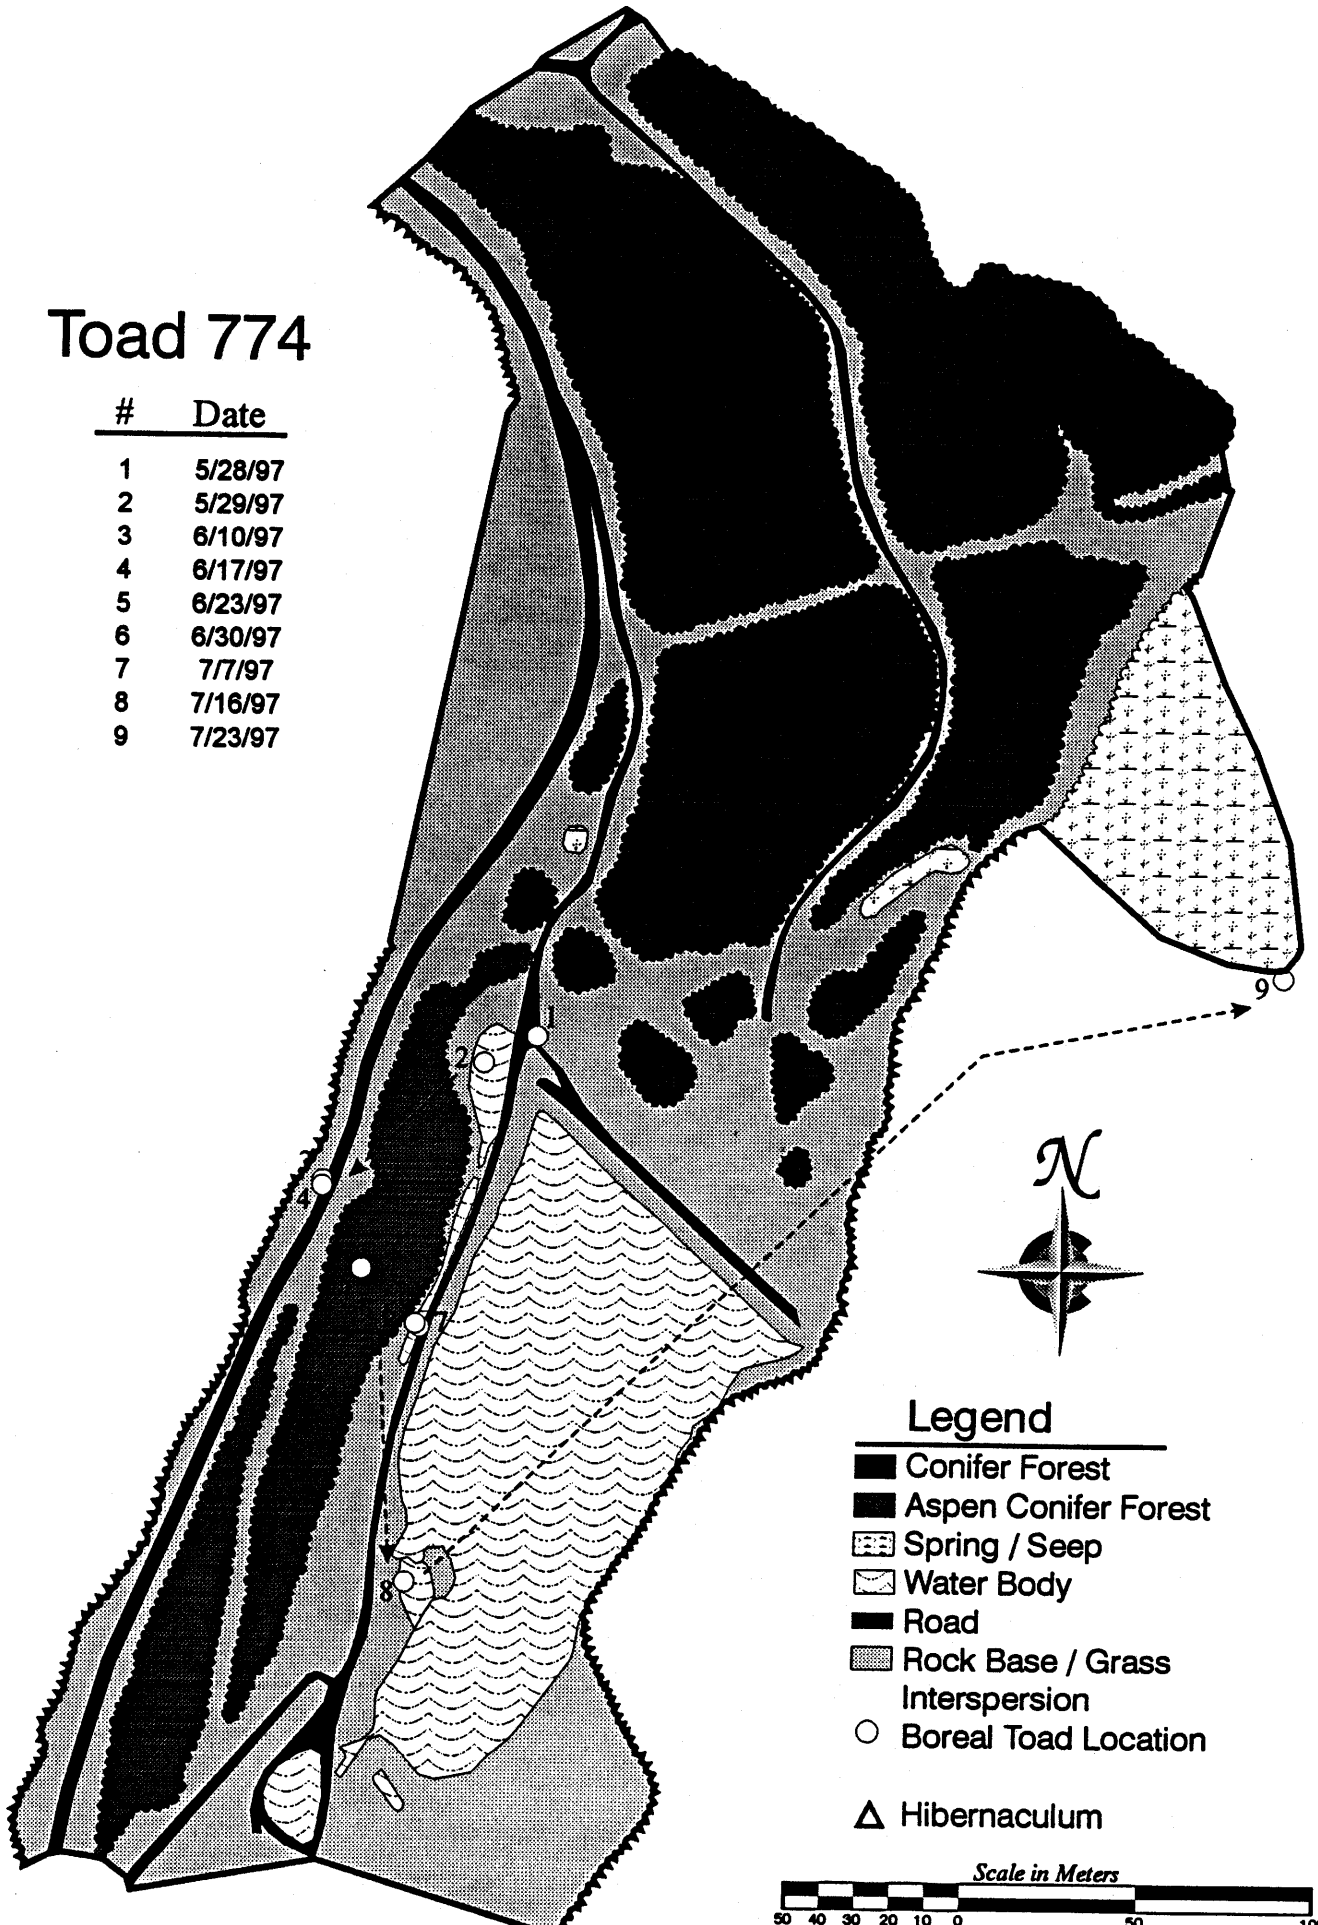 Toad 774
# Date
1 5/28/97
2 5/29/97
3 6/10/97
4 6/17/97
5 6/23/97
6 6/30/97
7 7/7/97
8 7/16/97
9 7/23/97
9
1
2
N
4
7
8
Legend
Conifer Forest
Aspen Conifer Forest
Spring / Seep
Water Body
Road
Rock Base / Grass
Interspersion
Boreal Toad Location
Hibernaculum
Scale in Meters
50 40 30 20 10 0 50